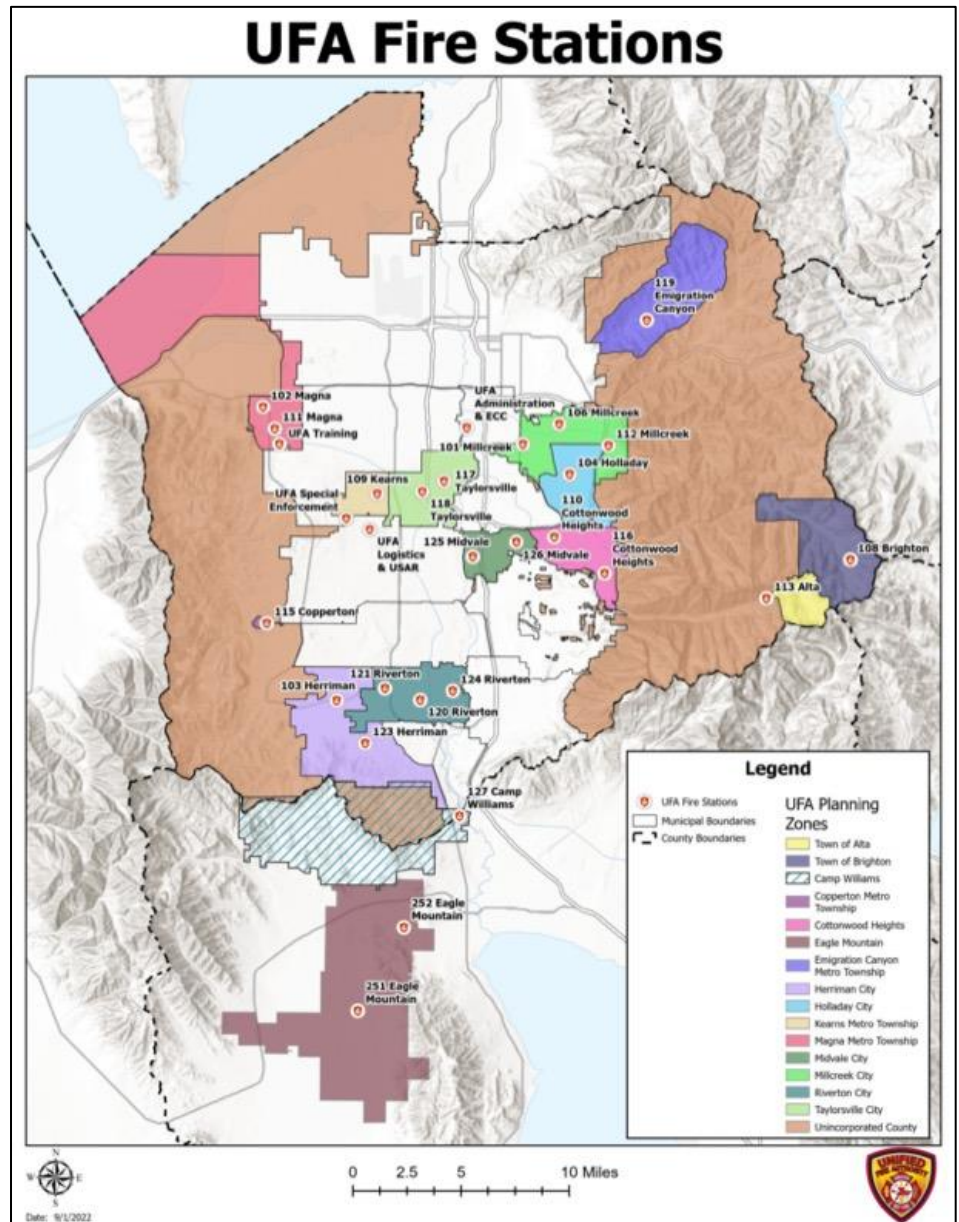 UFA Fire Stations
119
Emigration
Canyon
102 Magna
111 Magna
UFA Training
UFA
Administration
& ECC
106 Millcreek
101 Millcreek
112 Millcreek
104 Holladay
109 Kearns
117
Taylorsville
UFA Special
Enforcement
118
Taylorsville
110
Cottonwood
Heights
UFA
Logistics
& USAR
125 Midvale
126 Midvale
116
Cottonwood
Heights
108 Brighton
113 Alta
115 Copperton
121 Riverton
124 Riverton
103 Herriman
120 Riverton
123 Herriman
127 Camp
Williams
252 Eagle
Mountain
251 Eagle
Mountain
Legend
UFA Fire Stations
Municipal Boundaries
County Boundaries
UFA Planning
Zones
Town of Alta
Town of Brighton
Camp Williams
Copperton Metro
Township
Cottonwood Heights
Eagle Mountain
Emigration Canyon
Metro Township
Herriman City
Holladay City
Kearns Metro Township
Magna Metro Township
Midvale City
Millcreek City
Riverton City
Taylorsville City
Unincorporated County
N
W E
S
0 2.5 5 10 Miles
Date: 9/1/2022
UNIFIED
FIRE AUTHORITY